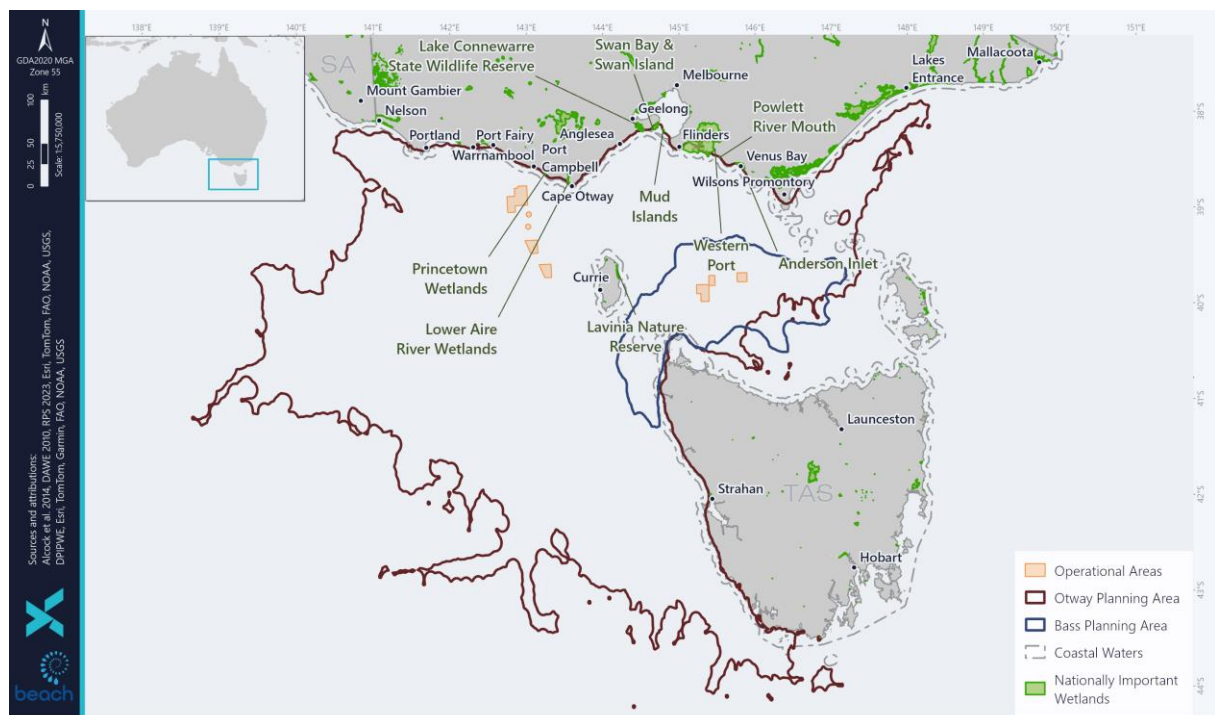 N
GDA2020 MGA
Zone 55
100
km
50
25
0
Scale: 1:5,750,000
Sources and attributions:
Alcock et al. 2014, DAWE 2010, RPS 2023, Esri, TomTom, FAO, NOAA, USGS,
DPIPWE, Esri, TomTom, Garmin, FAO, NOAA, USGS
beach
138°E
139°E
140°E
141°E
142°E
143°E
144°E
145°E
146°E
147°E
148°E
149°E
150°E
151°E
38°S
39°S
40°S
41°S
42°S
43°S
44°S
SA
Mount Gambier
Nelson
Portland
Port Fairy
Warrnambool
Port
Campbell
Cape Otway
Anglesea
Geelong
Melbourne
Flinders
Venus Bay
Wilsons Promontory
Lakes
Entrance
Mallacoota
Lake Connewarre
State Wildlife Reserve
Swan Bay &
Swan Island
Powlett
River Mouth
Mud
Islands
Western
Port
Anderson Inlet
Princetown
Wetlands
Lower Aire
River Wetlands
Currie
Lavinia Nature
Reserve
Launceston
Strahan
TAS
Hobart
Operational Areas
Otway Planning Area
Bass Planning Area
Coastal Waters
Nationally Important
Wetlands